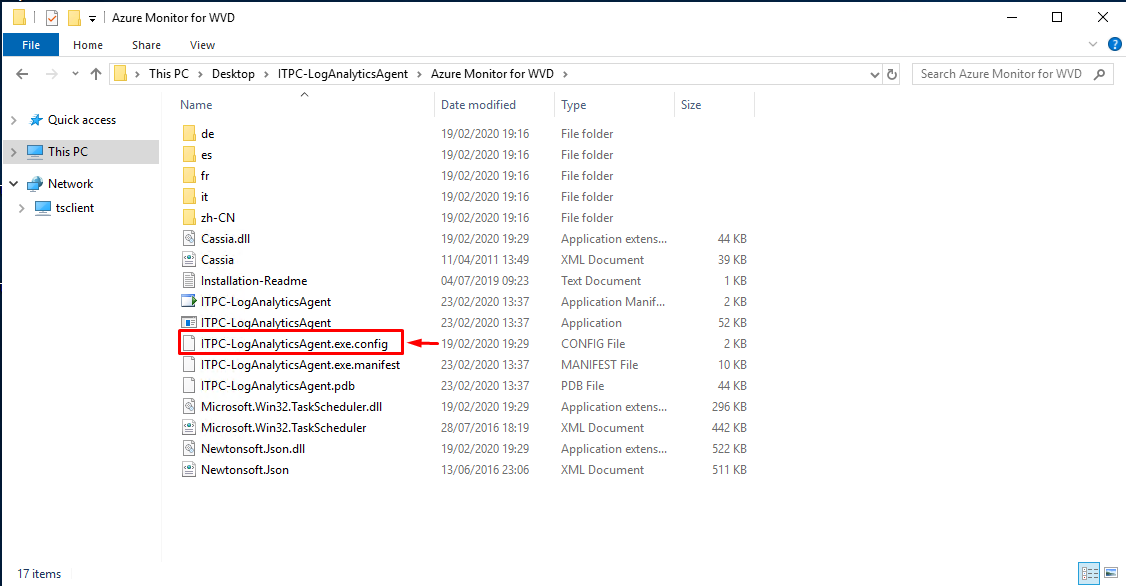 Azure Monitor for WVD
File Home Share View
This PC Desktop ITPC-LogAnalyticsAgent Azure Monitor for WVD Search Azure Monitor for WVD
Name Date modified Type Size
Quick access
This PC
Network
tsclient
de 19/02/2020 19:16 File folder
es 19/02/2020 19:16 File folder
fr 19/02/2020 19:16 File folder
it 19/02/2020 19:16 File folder
zh-CN 19/02/2020 19:16 File folder
Cassia.dll 19/02/2020 19:29 Application extens... 44 KB
Cassia 11/04/2011 13:49 XML Document 39 KB
Installation-Readme 04/07/2019 09:23 Text Document 1 KB
ITPC-LogAnalyticsAgent 23/02/2020 13:37 Application Manif... 2 KB
ITPC-LogAnalyticsAgent 23/02/2020 13:37 Application 52 KB
ITPC-LogAnalyticsAgent.exe.config 19/02/2020 19:29 CONFIG File 2 KB
ITPC-LogAnalyticsAgent.exe.manifest 23/02/2020 13:37 MANIFEST File 10 KB
ITPC-LogAnalyticsAgent.pdb 23/02/2020 13:37 PDB File 44 KB
Microsoft.Win32.TaskScheduler.dll 19/02/2020 19:29 Application extens... 296 KB
Microsoft.Win32.TaskScheduler 28/07/2016 18:19 XML Document 442 KB
Newtonsoft.Json.dll 19/02/2020 19:29 Application extens... 522 KB
Newtonsoft.Json 13/06/2016 23:06 XML Document 511 KB
17 items